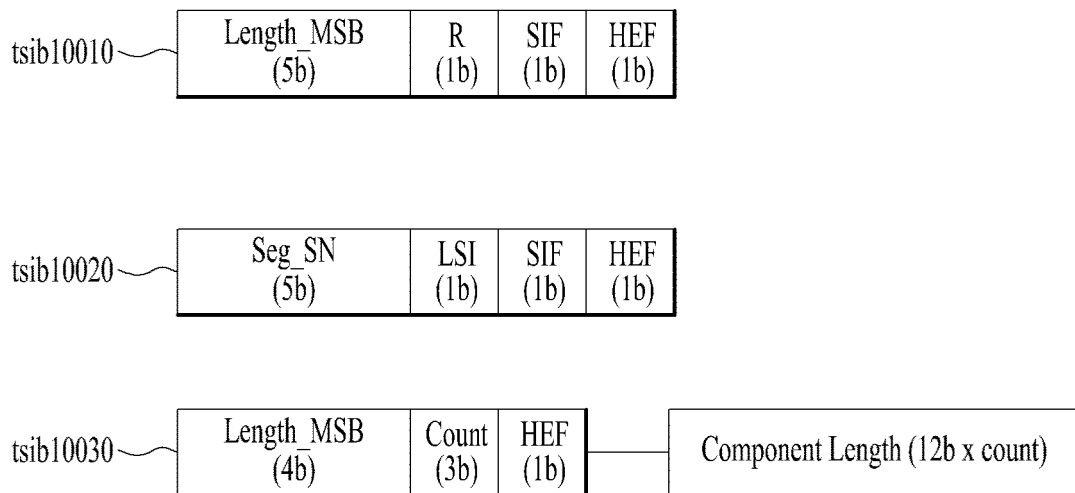 tsib10010
Length_MSB
(5b)
R
(1b)
SIF
(1b)
HEF
(1b)
tsib10020
Seg_SN
(5b)
LSI
(1b)
SIF
(1b)
HEF
(1b)
tsib10030
Length_MSB
(4b)
Count
(3b)
HEF
(1b)
Component Length (12b x count)